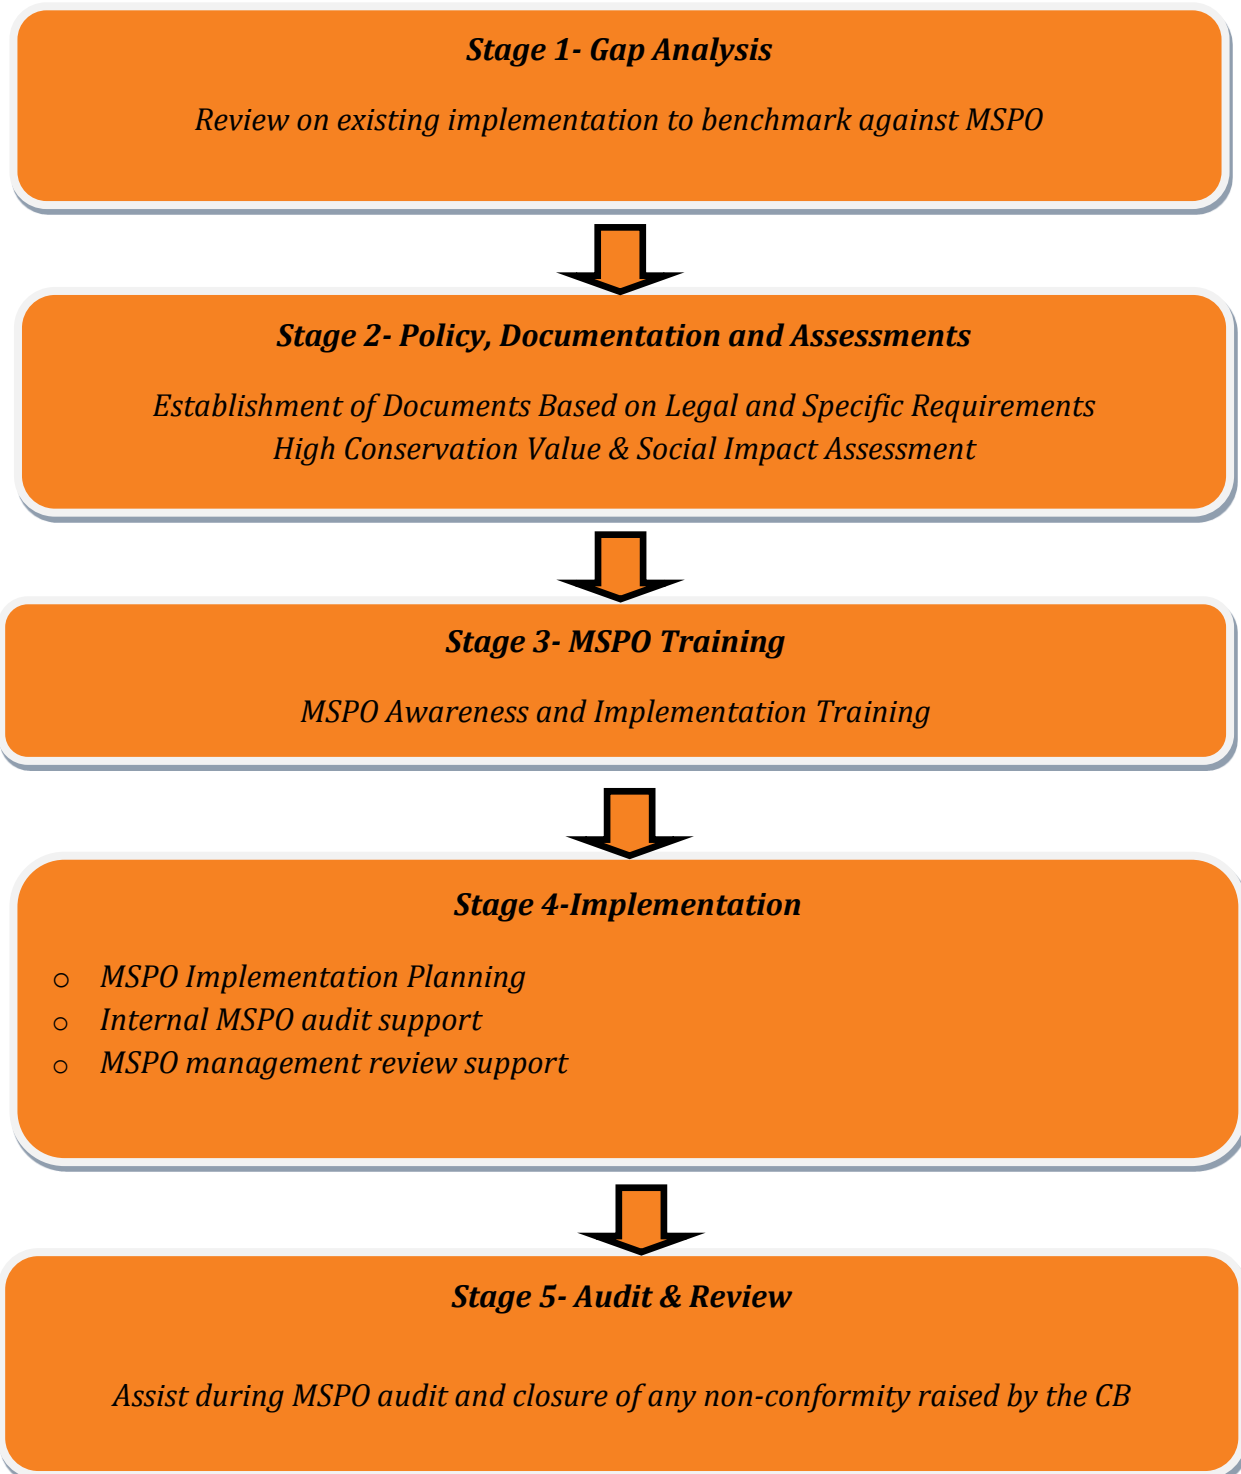 Stage 1- Gap Analysis
Review on existing implementation to benchmark against MSPO
Stage 2- Policy, Documentation and Assessments
Establishment of Documents Based on Legal and Specific Requirements
High Conservation Value & Social Impact Assessment
Stage 3- MSPO Training
MSPO Awareness and Implementation Training
Stage 4-Implementation
o MSPO Implementation Planning
o Internal MSPO audit support
o MSPO management review support
Stage 5- Audit & Review
Assist during MSPO audit and closure of any non-conformity raised by the CB